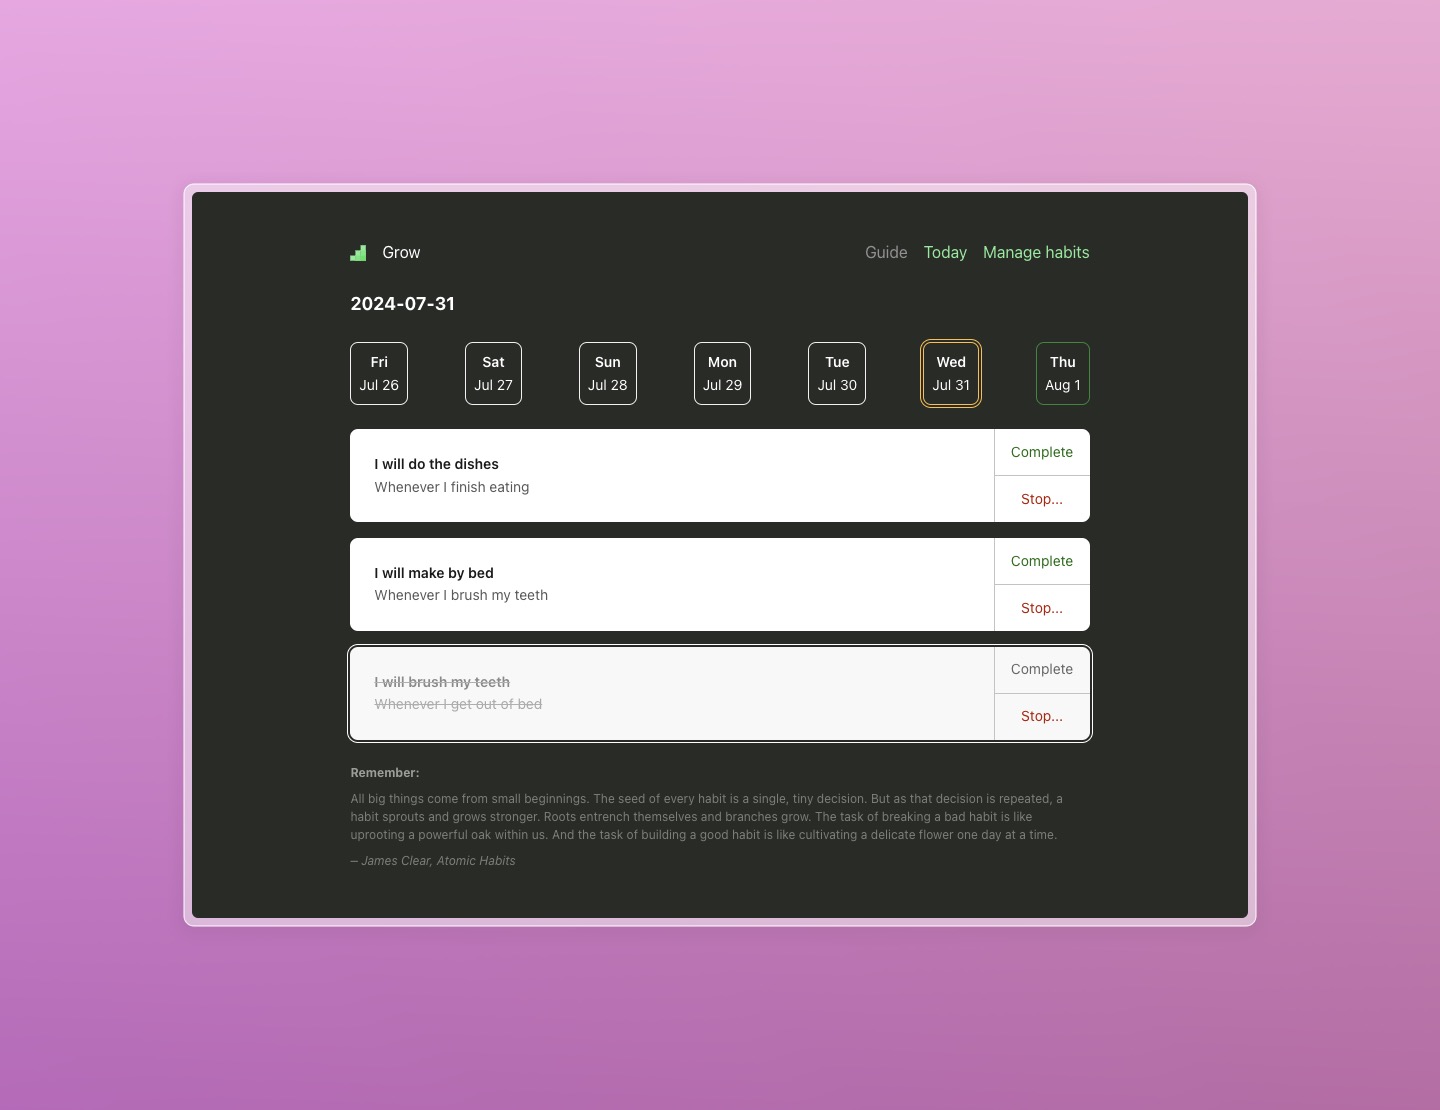 Grow
Guide Today Manage habits
2024-07-31
Fri Sat Sun Mon Tue Wed Thu
Jul 26 Jul 27 Jul 28 Jul 29 Jul 30 Jul 31 Aug 1
I will do the dishes
Whenever I finish eating
Complete
Stop...
I will make by bed
Whenever I brush my teeth
Complete
Stop...
I will brush my teeth
Whenever I get out of bed
Complete
Stop...
Remember:
All big things come from small beginnings. The seed of every habit is a single, tiny decision. But as that decision is repeated, a
habit sprouts and grows stronger. Roots entrench themselves and branches grow. The task of breaking a bad habit is like
uprooting a powerful oak within us. And the task of building a good habit is like cultivating a delicate flower one day at a time.
— James Clear, Atomic Habits